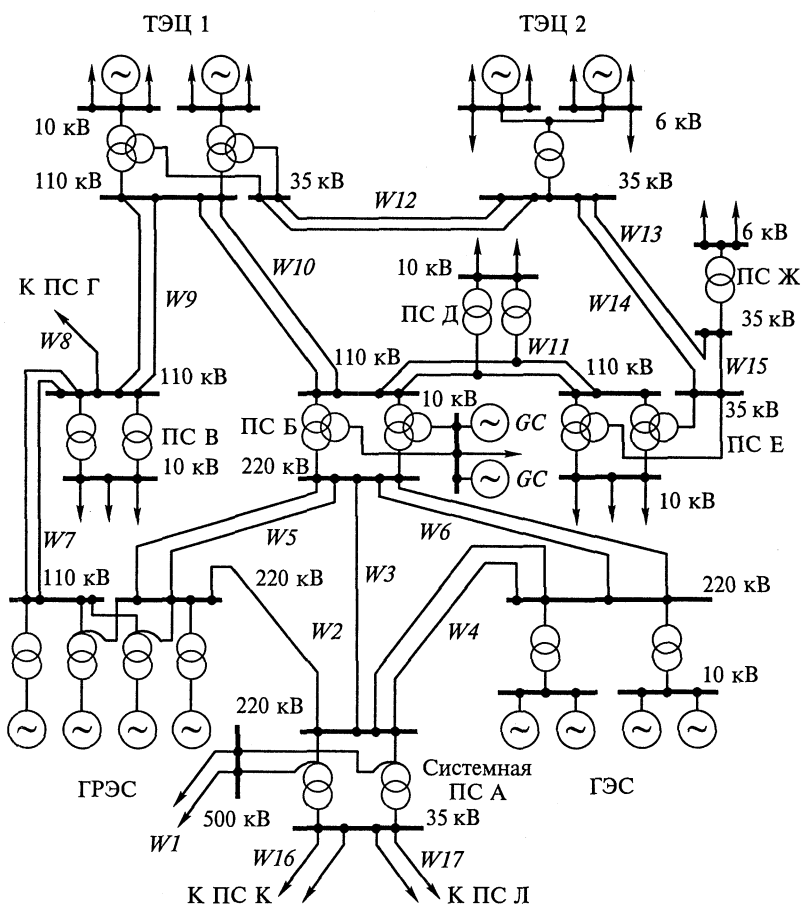 ТЭЦ 1
ТЭЦ 2
10 кВ
6 кВ
110 кВ
35 кВ
35 кВ
W12
W13
6 кВ
W10
10 кВ
ПС Ж
К ПС Г
W9
W14
ПС Д
35 кВ
W8
W11
W15
110 кВ
110 кВ
110 кВ
10 кВ
35 кВ
ПС В
ПС Б
GC
ПС Е
10 кВ
220 кВ
GC
10 кВ
W7
W5
W6
110 кВ
220 кВ
W3
220 кВ
W2
W4
10 кВ
220 кВ
ГРЭС
Системная
ПС А
ГЭС
W1
500 кВ
35 кВ
W16
W17
К ПС К
К ПС Л